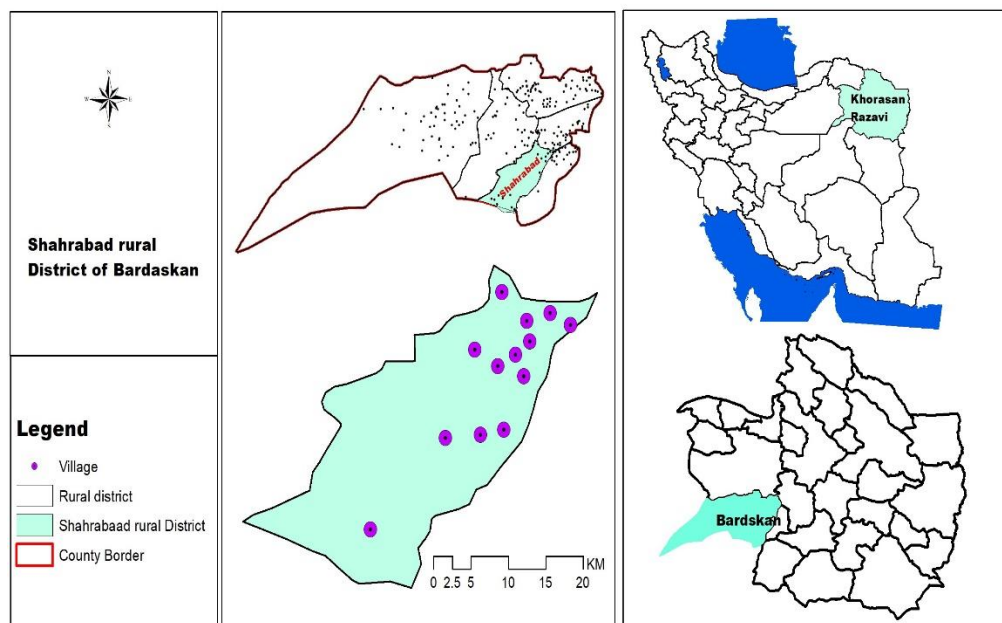 N
W
E
S
Shahrabad rural
District of Bardaskan
Legend
Village
Rural district
Shahrabaad rural District
County Border
Shahrabad
KM
0 2.5 5 10 15 20
Khorasan
Razavi
Bardskan